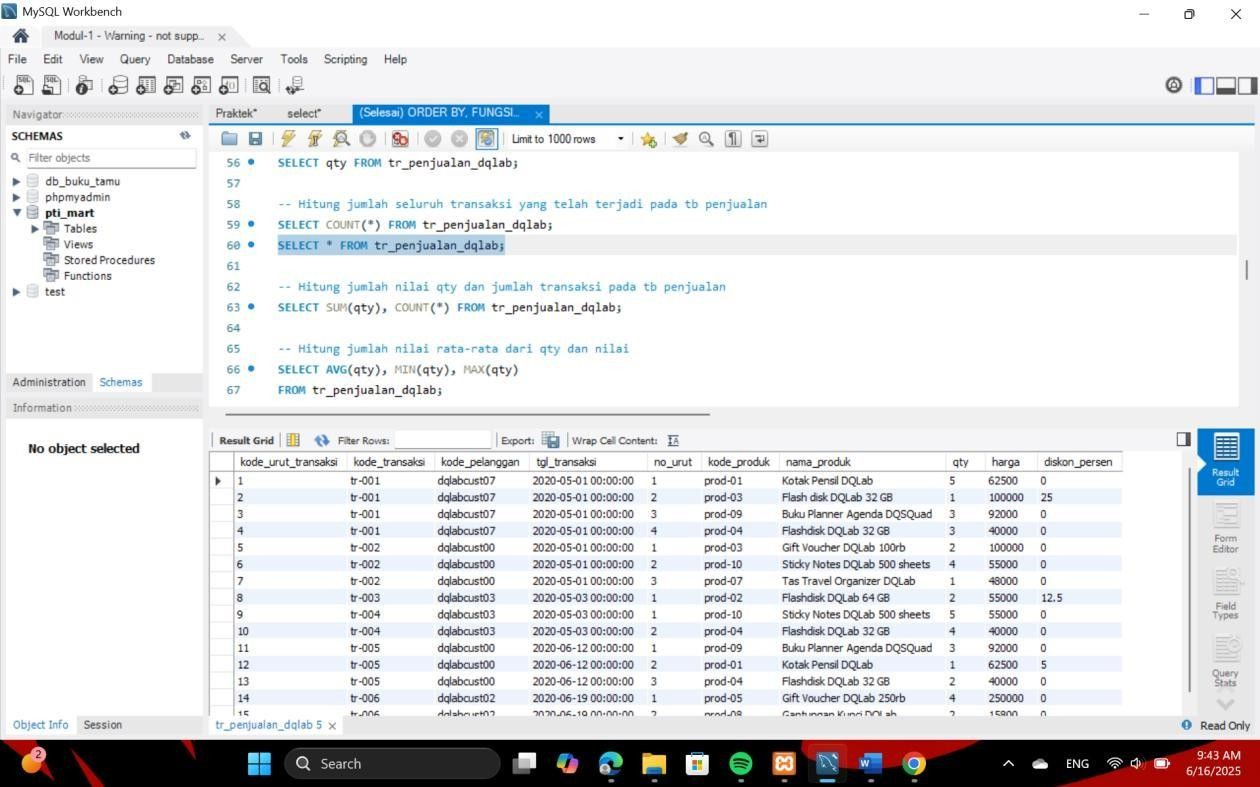 MySQL Workbench
Modul-1 - Warning - not supp...
File Edit View Query Database Server Tools Scripting Help
Navigator
SCHEMAS
Filter objects
db_buku_tamu
phpmyadmin
pti_mart
Tables
Views
Stored Procedures
Functions
test
Administration Schemas
Information
No object selected
Object Info Session
Praktek* select* (Selesai) ORDER BY, FUNGSI...
Limit to 1000 rows
56 SELECT qty FROM tr_penjualan_dqlab;
57
58 -- Hitung jumlah seluruh transaksi yang telah terjadi pada tb penjualan
59 SELECT COUNT(*) FROM tr_penjualan_dqlab;
60 SELECT * FROM tr_penjualan_dqlab;
61
62 -- Hitung jumlah nilai qty dan jumlah transaksi pada tb penjualan
63 SELECT SUM(qty), COUNT(*) FROM tr_penjualan_dqlab;
64
65 -- Hitung jumlah nilai rata-rata dari qty dan nilai
66 SELECT AVG(qty), MIN(qty), MAX(qty)
67 FROM tr_penjualan_dqlab;
Result Grid Filter Rows: Export: Wrap Cell Content:
kode_urut_transaksi kode_transaksi kode_pelanggan tgl_transaksi no_urut kode_produk nama_produk qty harga diskon_persen
1 tr-001 dqlabcust07 2020-05-01 00:00:00 1 prod-01 Kotak Pensil DQLab 5 62500 0
2 tr-001 dqlabcust07 2020-05-01 00:00:00 2 prod-03 Flash disk DQLab 32 GB 1 100000 25
3 tr-001 dqlabcust07 2020-05-01 00:00:00 3 prod-09 Buku Planner Agenda DQSQuad 3 92000 0
4 tr-001 dqlabcust07 2020-05-01 00:00:00 4 prod-04 Flashdisk DQLab 32 GB 3 40000 0
5 tr-002 dqlabcust00 2020-05-01 00:00:00 1 prod-03 Gift Voucher DQLab 100rb 2 100000 0
6 tr-002 dqlabcust00 2020-05-01 00:00:00 2 prod-10 Sticky Notes DQLab 500 sheets 4 55000 0
7 tr-002 dqlabcust00 2020-05-01 00:00:00 3 prod-07 Tas Travel Organizer DQLab 1 48000 0
8 tr-003 dqlabcust03 2020-05-03 00:00:00 1 prod-02 Flashdisk DQLab 64 GB 2 55000 12.5
9 tr-004 dqlabcust03 2020-05-03 00:00:00 1 prod-10 Sticky Notes DQLab 500 sheets 5 55000 0
10 tr-004 dqlabcust03 2020-05-03 00:00:00 2 prod-04 Flashdisk DQLab 32 GB 4 40000 0
11 tr-005 dqlabcust00 2020-06-12 00:00:00 1 prod-09 Buku Planner Agenda DQSQuad 3 92000 0
12 tr-005 dqlabcust00 2020-06-12 00:00:00 2 prod-01 Kotak Pensil DQLab 1 62500 5
13 tr-005 dqlabcust00 2020-06-12 00:00:00 3 prod-04 Flashdisk DQLab 32 GB 2 40000 0
14 tr-006 dqlabcust02 2020-06-19 00:00:00 1 prod-05 Gift Voucher DQLab 250rb 4 250000 0
15 tr-006 dqlabcust02 2020-06-19 00:00:00 2 prod-08 Gantungan Kunci DQLab 2 15800 0
Result Grid
Form Editor
Field Types
Query Stats
tr_penjualan_dqlab 5
Read Only
2
Search
ENG
9:43 AM
6/16/2025